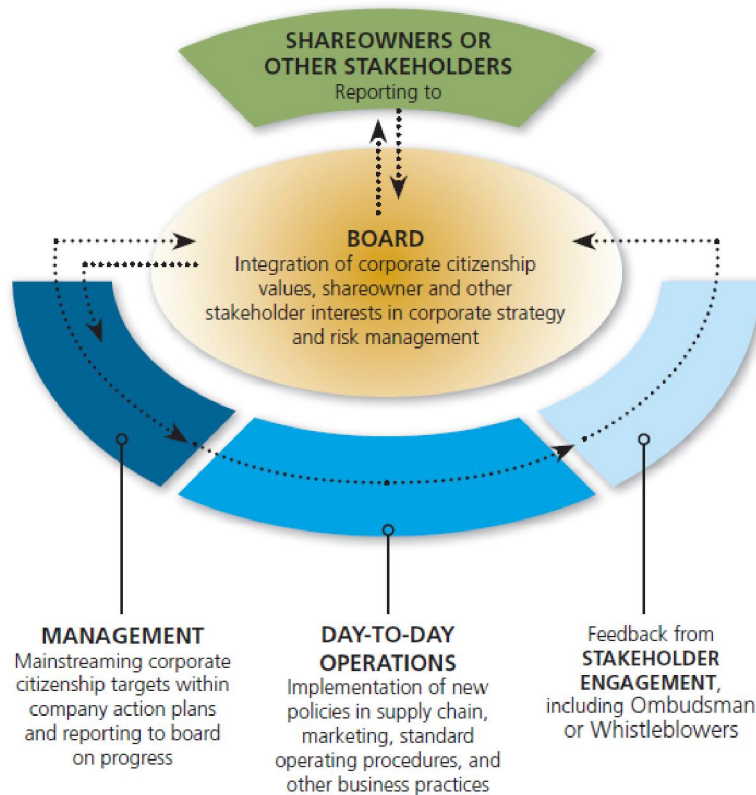 SHAREOWNERS OR
OTHER STAKEHOLDERS
Reporting to
BOARD
Integration of corporate citizenship
values, shareowner and other
stakeholder interests in corporate strategy
and risk management
MANAGEMENT
Mainstreaming corporate
citizenship targets within
company action plans
and reporting to board
on progress
DAY-TO-DAY
OPERATIONS
Implementation of new
policies in supply chain,
marketing, standard
operating procedures, and
other business practices
Feedback from
STAKEHOLDER
ENGAGEMENT,
including Ombudsman
or Whistleblowers